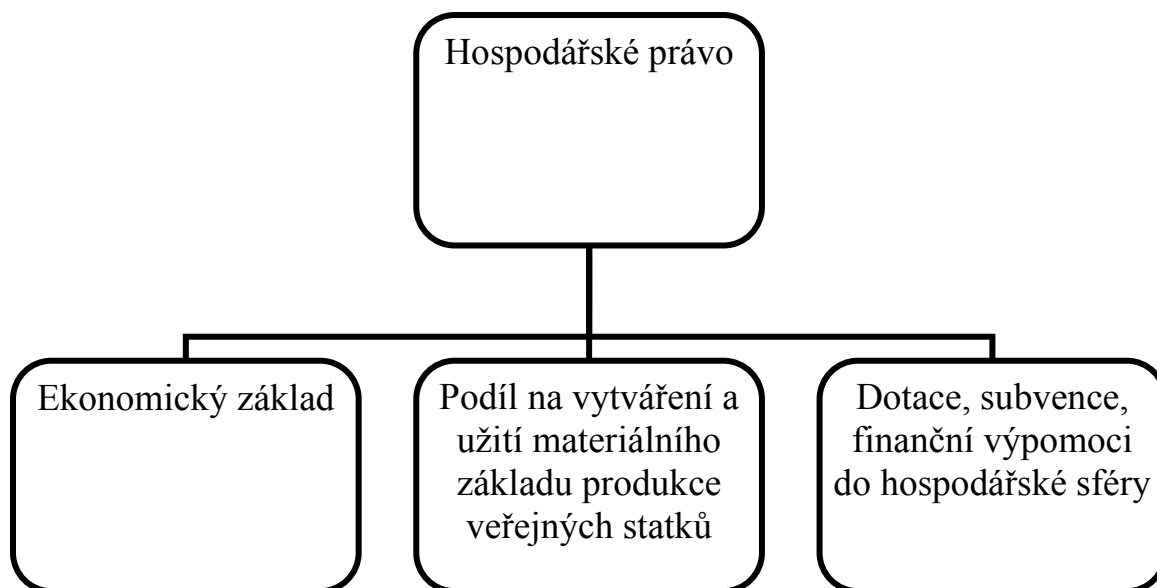 Hospodářské právo
Ekonomický základ
Podíl na vytváření a
užití materiálního
základu produkce
veřejných statků
Dotace, subvence,
finanční výpomoci
do hospodářské sféry